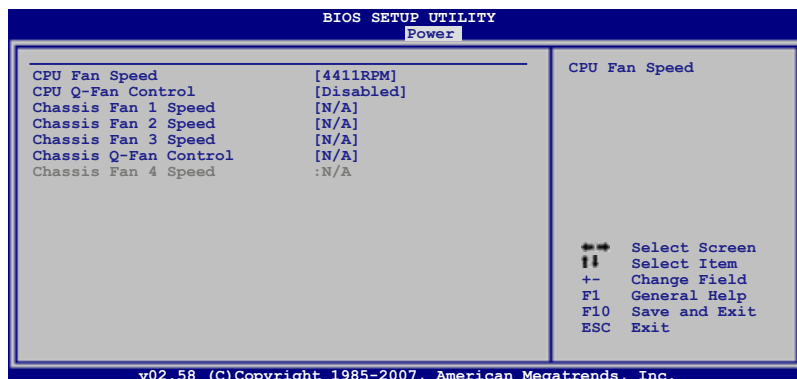 BIOS SETUP UTILITY
Power
CPU Fan Speed [4411RPM]
CPU Q-Fan Control [Disabled]
Chassis Fan 1 Speed [N/A]
Chassis Fan 2 Speed [N/A]
Chassis Fan 3 Speed [N/A]
Chassis Q-Fan Control [N/A]
Chassis Fan 4 Speed :N/A
CPU Fan Speed
Select Screen
Select Item
+- Change Field
F1 General Help
F10 Save and Exit
ESC Exit
v02.58 (C)Copyright 1985-2007, American Megatrends, Inc.